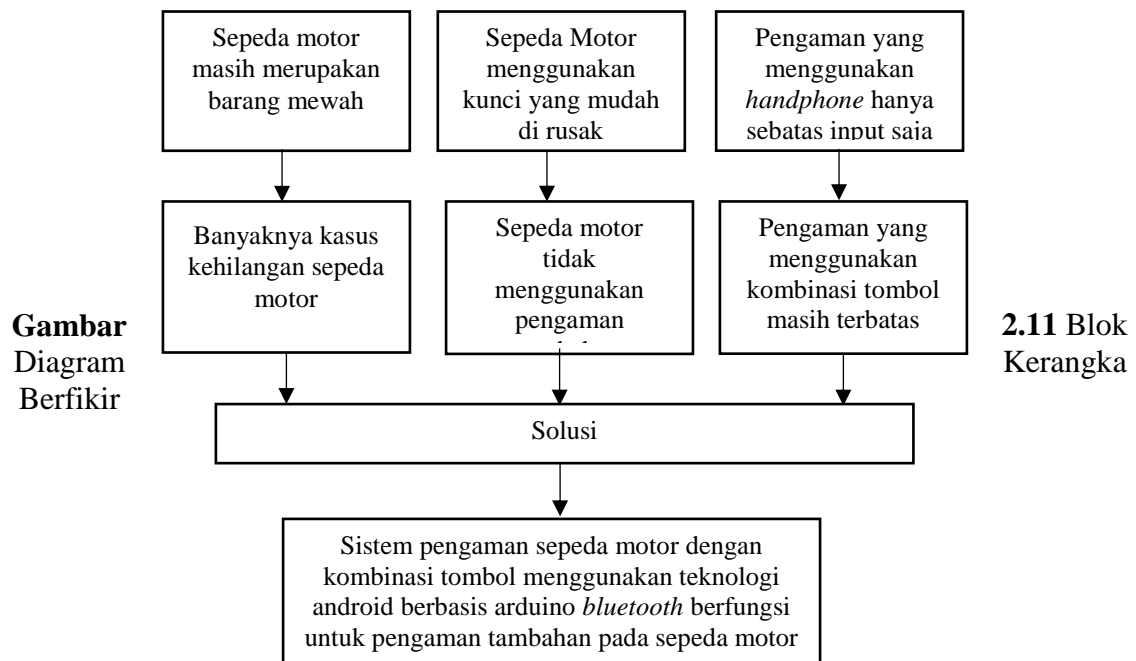 Sepeda motor
masih merupakan
barang mewah
Sepeda Motor
menggunakan
kunci yang mudah
di rusak
Pengaman yang
menggunakan
handphone hanya
sebatas input saja
Banyaknya kasus
kehilangan sepeda
motor
Sepeda motor
tidak
menggunakan
pengaman
Pengaman yang
menggunakan
kombinasi tombol
masih terbatas
Gambar
Diagram
Berfikir
2.11 Blok
Kerangka
Solusi
Sistem pengaman sepeda motor dengan
kombinasi tombol menggunakan teknologi
android berbasis arduino bluetooth berfungsi
untuk pengaman tambahan pada sepeda motor